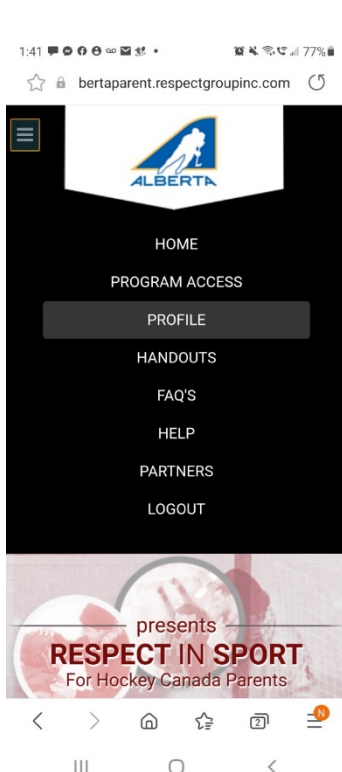 1:41
77%
bertaparent.respectgroupinc.com
ALBERTA
HOME
PROGRAM ACCESS
PROFILE
HANDOUTS
FAQ'S
HELP
PARTNERS
LOGOUT
presents
RESPECT IN SPORT
For Hockey Canada Parents
2
N